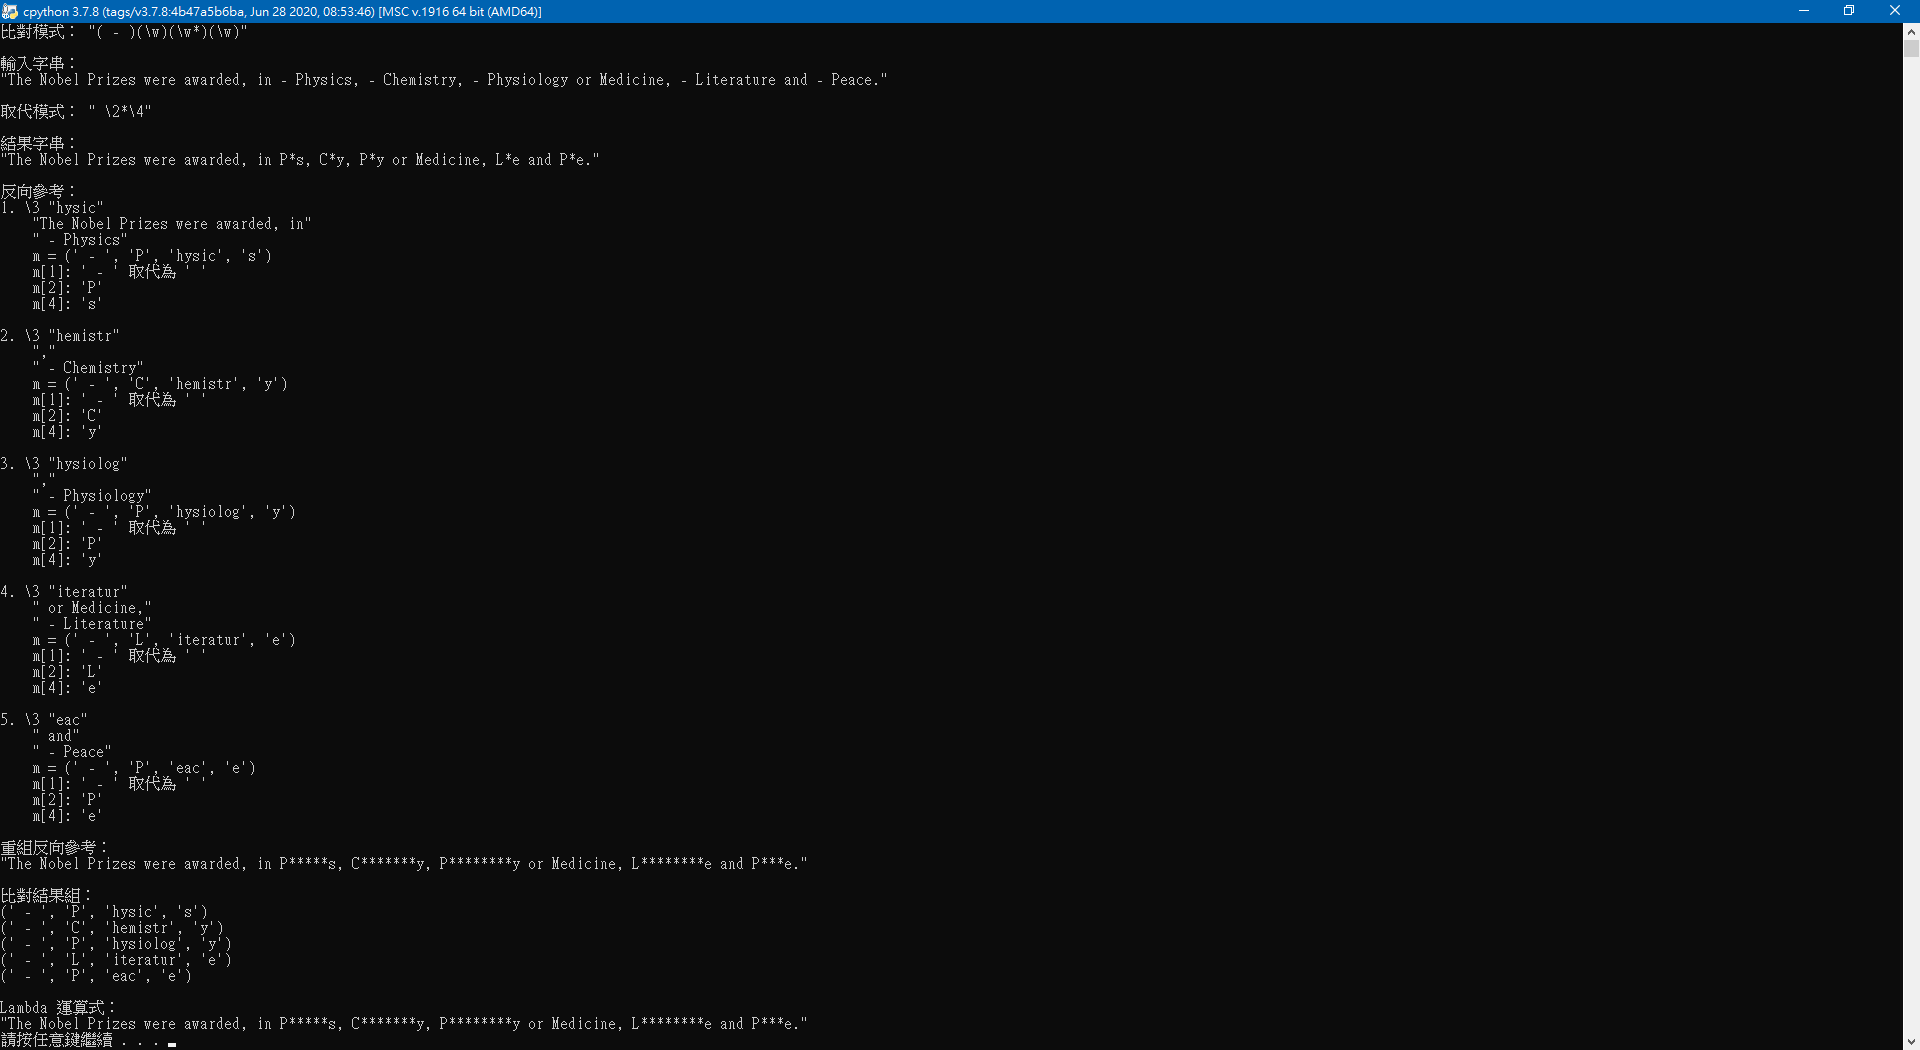 cpython 3.7.8 (tags/v3.7.8:4b47a5b6ba, Jun 28 2020, 08:53:46) [MSC v.1916 64 bit (AMD64)]
比對模式： "( - )(\w)(\w*)(\w)"
輸入字串：
"The Nobel Prizes were awarded, in - Physics, - Chemistry, - Physiology or Medicine, - Literature and - Peace."
取代模式： " \2*\4"
結果字串：
"The Nobel Prizes were awarded, in P*s, C*y, P*y or Medicine, L*e and P*e."
反向參考：
1. \3 "hysic"
"The Nobel Prizes were awarded, in"
" - Physics"
m = (' - ', 'P', 'hysic', 's')
m[1]: ' - ' 取代為 ' '
m[2]: 'P'
m[4]: 's'
2. \3 "hemistr"
","
" - Chemistry"
m = (' - ', 'C', 'hemistr', 'y')
m[1]: ' - ' 取代為 ' '
m[2]: 'C'
m[4]: 'y'
3. \3 "hysiolog"
","
" - Physiology"
m = (' - ', 'P', 'hysiolog', 'y')
m[1]: ' - ' 取代為 ' '
m[2]: 'P'
m[4]: 'y'
4. \3 "iteratur"
" or Medicine,"
" - Literature"
m = (' - ', 'L', 'iteratur', 'e')
m[1]: ' - ' 取代為 ' '
m[2]: 'L'
m[4]: 'e'
5. \3 "eac"
" and"
" - Peace"
m = (' - ', 'P', 'eac', 'e')
m[1]: ' - ' 取代為 ' '
m[2]: 'P'
m[4]: 'e'
重組反向參考：
"The Nobel Prizes were awarded, in P*****s, C*******y, P********y or Medicine, L********e and P***e."
比對結果組：
(' - ', 'P', 'hysic', 's')
(' - ', 'C', 'hemistr', 'y')
(' - ', 'P', 'hysiolog', 'y')
(' - ', 'L', 'iteratur', 'e')
(' - ', 'P', 'eac', 'e')
Lambda 運算式：
"The Nobel Prizes were awarded, in P*****s, C*******y, P********y or Medicine, L********e and P***e."
請按任意鍵繼續 . . .